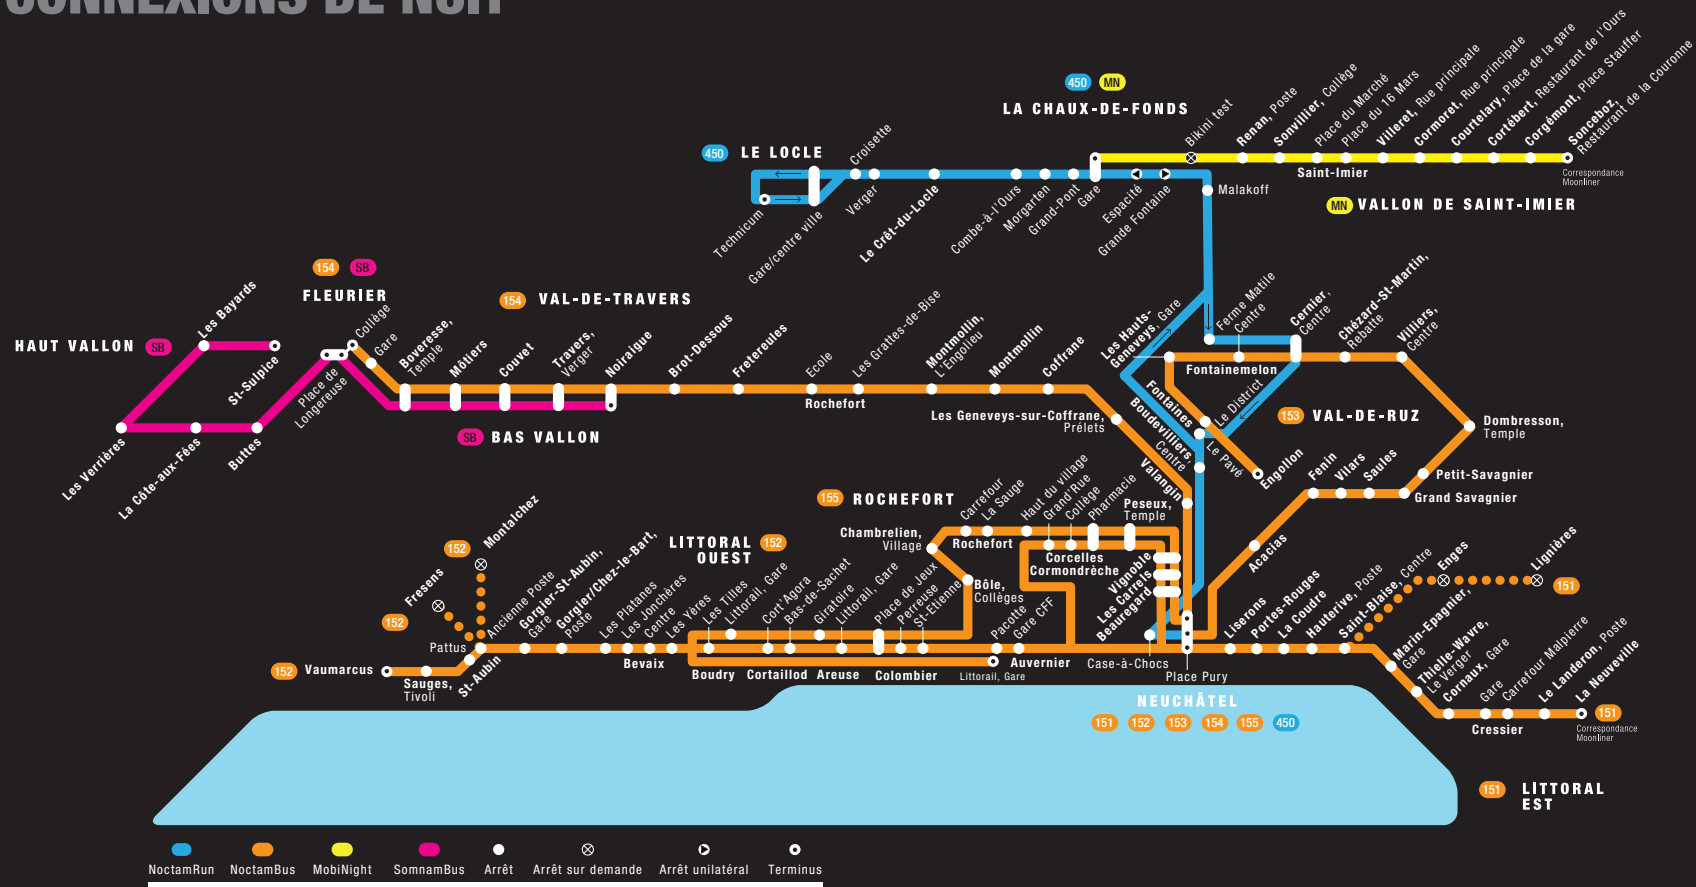 CONNEXIONS DE NUIT
450 MN
LA CHAUX-DE-FONDS
450 LE LOCLE
Technicum
Gare/centre ville
Croisette
Verger
Le Crêt-du-Locle
Combe-à-l'Ours
Morgarten
Grand-Pont
Gare
Espacité
Grande Fontaine
Malakoff
Bikini test
Renan, Poste
Sonvillier, Collège
Place du Marché
Place du 16 Mars
Saint-Imier
Villeret, Rue principale
Cormoret, Rue principale
Courtelary, Place de la gare
Cortébert, Restaurant de l'Ours
Corgémont, Place Stauffer
Sonceboz,
Restaurant de la Couronne
Correspondance
Moonliner
MN VALLON DE SAINT-IMIER
154 SB
FLEURIER
154 VAL-DE-TRAVERS
HAUT VALLON SB
Les Bayards
St-Sulpice
Les Verrières
La Côte-aux-Fées
Buttes
Place de
Longereuse
Collège
Gare
Boveresse,
Temple
Môtiers
Couvet
Travers,
Verger
Noiraigue
SB BAS VALLON
Brot-Dessous
Fretereules
Ecole
Rochefort
Les Grattes-de-Bise
Montmollin,
L'Engolieu
Montmollin
Coffrane
Les Geneveys-sur-Coffrane,
Prélets
Les Hauts-
Geneveys, Gare
Ferme Matile
Centre
Fontainemelon
Cernier,
Centre
Chézard-St-Martin,
Rebatte
Villiers,
Centre
Fontaines
Le District
Boudevilliers,
Centre
Le Pavé
Engollon
153 VAL-DE-RUZ
Dombresson,
Temple
Petit-Savagnier
Grand Savagnier
Saules
Vilars
Fenin
Valangin
Acacias
155 ROCHEFORT
Chambrelien,
Village
Carrefour
La Sauge
Rochefort
Haut du village
Grand'Rue
Collège
Pharmacie
Corcelles
Cormondrèche
Peseux,
Temple
Vignoble
Les Carrels
Beauregard
Bôle,
Collèges
LITTORAL
OUEST 152
152
Montalchez
152
Fresens
Pattus
152 Vaumarcus
Sauges,
Tivoli
St-Aubin
Ancienne Poste
Gorgier-St-Aubin,
Gare
Gorgier/Chez-le-Bart,
Poste
Les Platanes
Les Jonchères
Centre
Les Yères
Bevaix
Les Tilles
Littorail, Gare
Boudry
Cort'Agora
Bas-de-Sachet
Cortaillod
Giratoire
Littorail, Gare
Areuse
Place de Jeux
Perreuse
St-Etienne
Colombier
Pacotte
Gare CFF
Auvernier
Littorail, Gare
Case-à-Chocs
Place Pury
NEUCHÂTEL
151 152 153 154 155 450
Liserons
Portes-Rouges
La Coudre
Hauterive, Poste
Saint-Blaise, Centre
Enges
Lignières
151
Marin-Epagnier,
Gare
Thielle-Wavre,
Le Verger
Cornaux, Gare
Gare
Carrefour Malpierre
Cressier
Le Landeron, Poste
La Neuveville
151
Correspondance
Moonliner
151 LITTORAL
EST
NoctamRun NoctamBus MobiNight SomnamBus Arrêt Arrêt sur demande Arrêt unilatéral Terminus